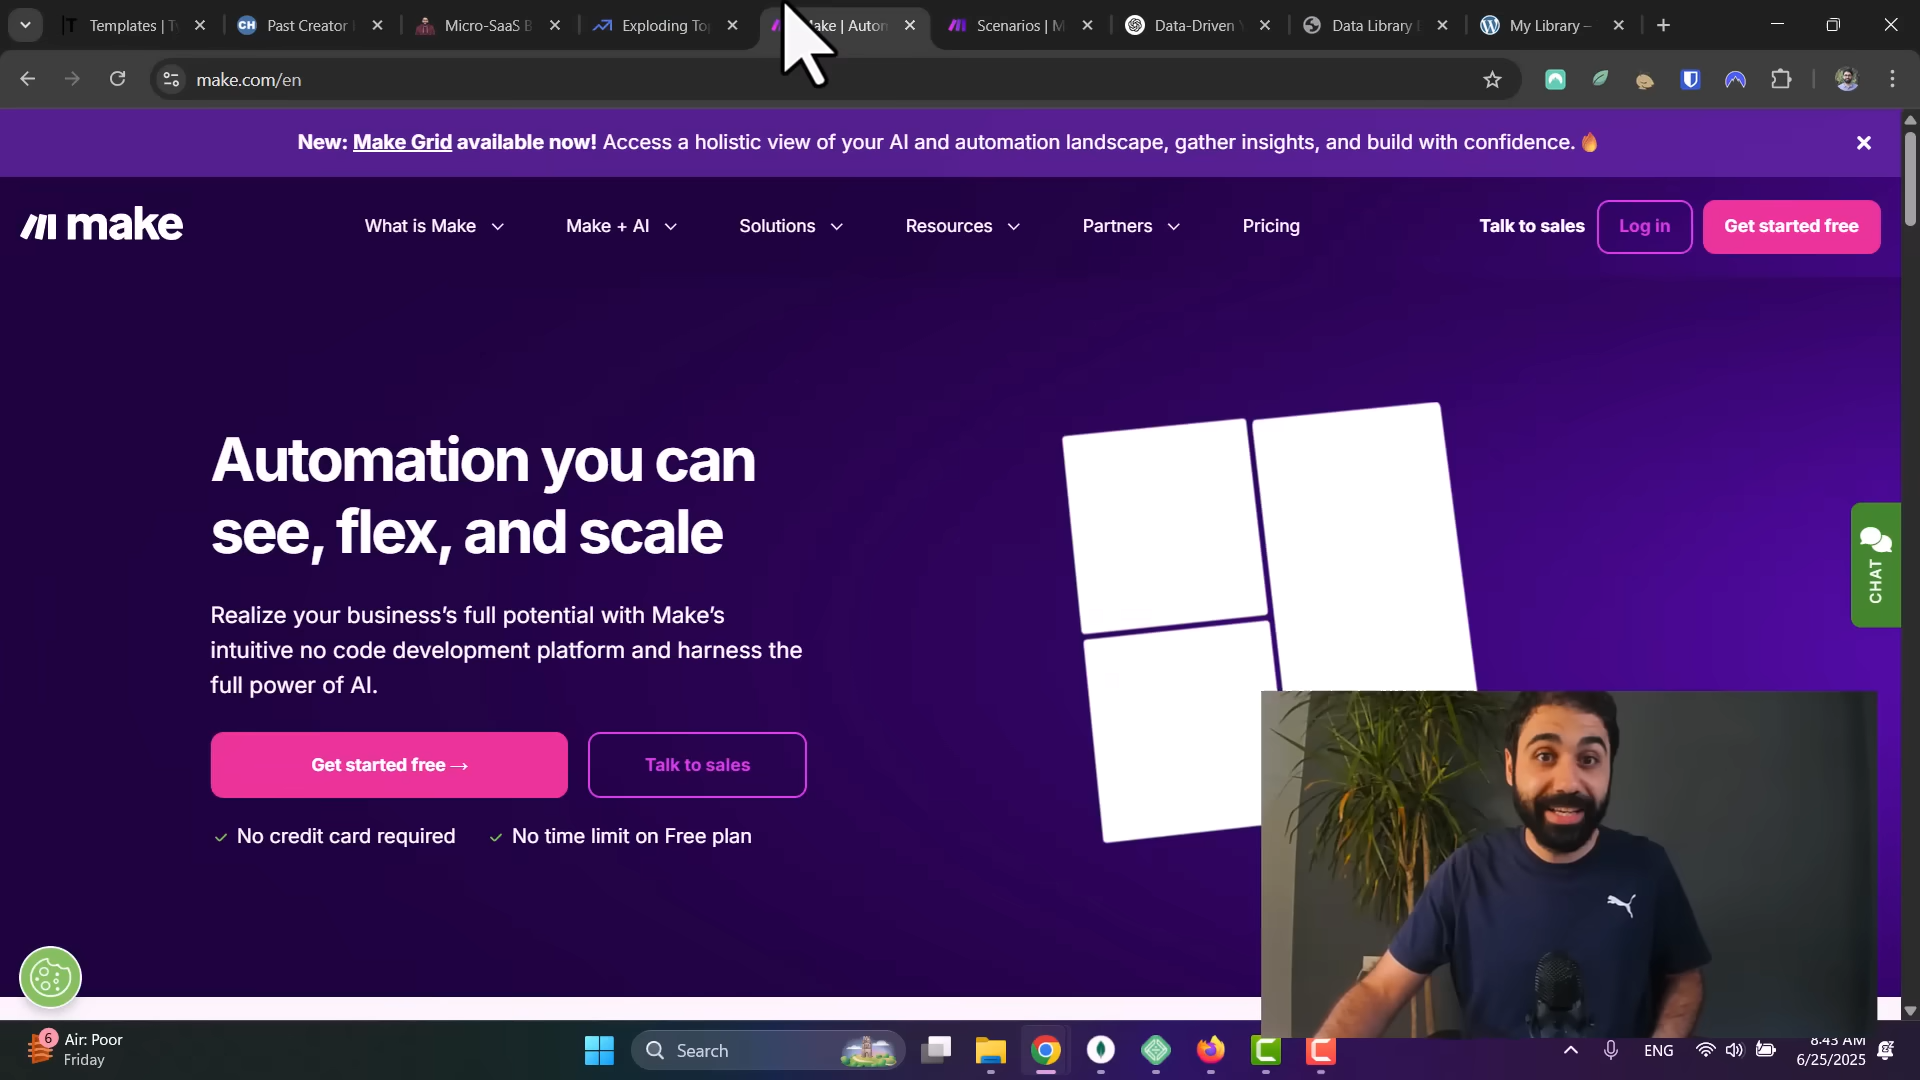 Templates | T
Past Creator
Micro-SaaS B
Exploding To
ake | Auton
Scenarios | M
Data-Driven
Data Library
My Library –
make.com/en
New: Make Grid available now! Access a holistic view of your AI and automation landscape, gather insights, and build with confidence.🔥
make
What is Make
Make + AI
Solutions
Resources
Partners
Pricing
Talk to sales
Log in
Get started free
Automation you can
see, flex, and scale
Realize your business's full potential with Make's
intuitive no code development platform and harness the
full power of AI.
Get started free →
Talk to sales
No credit card required
No time limit on Free plan
CHAT
6
Air: Poor
Friday
Search
ENG
8:43 AM
6/25/2025